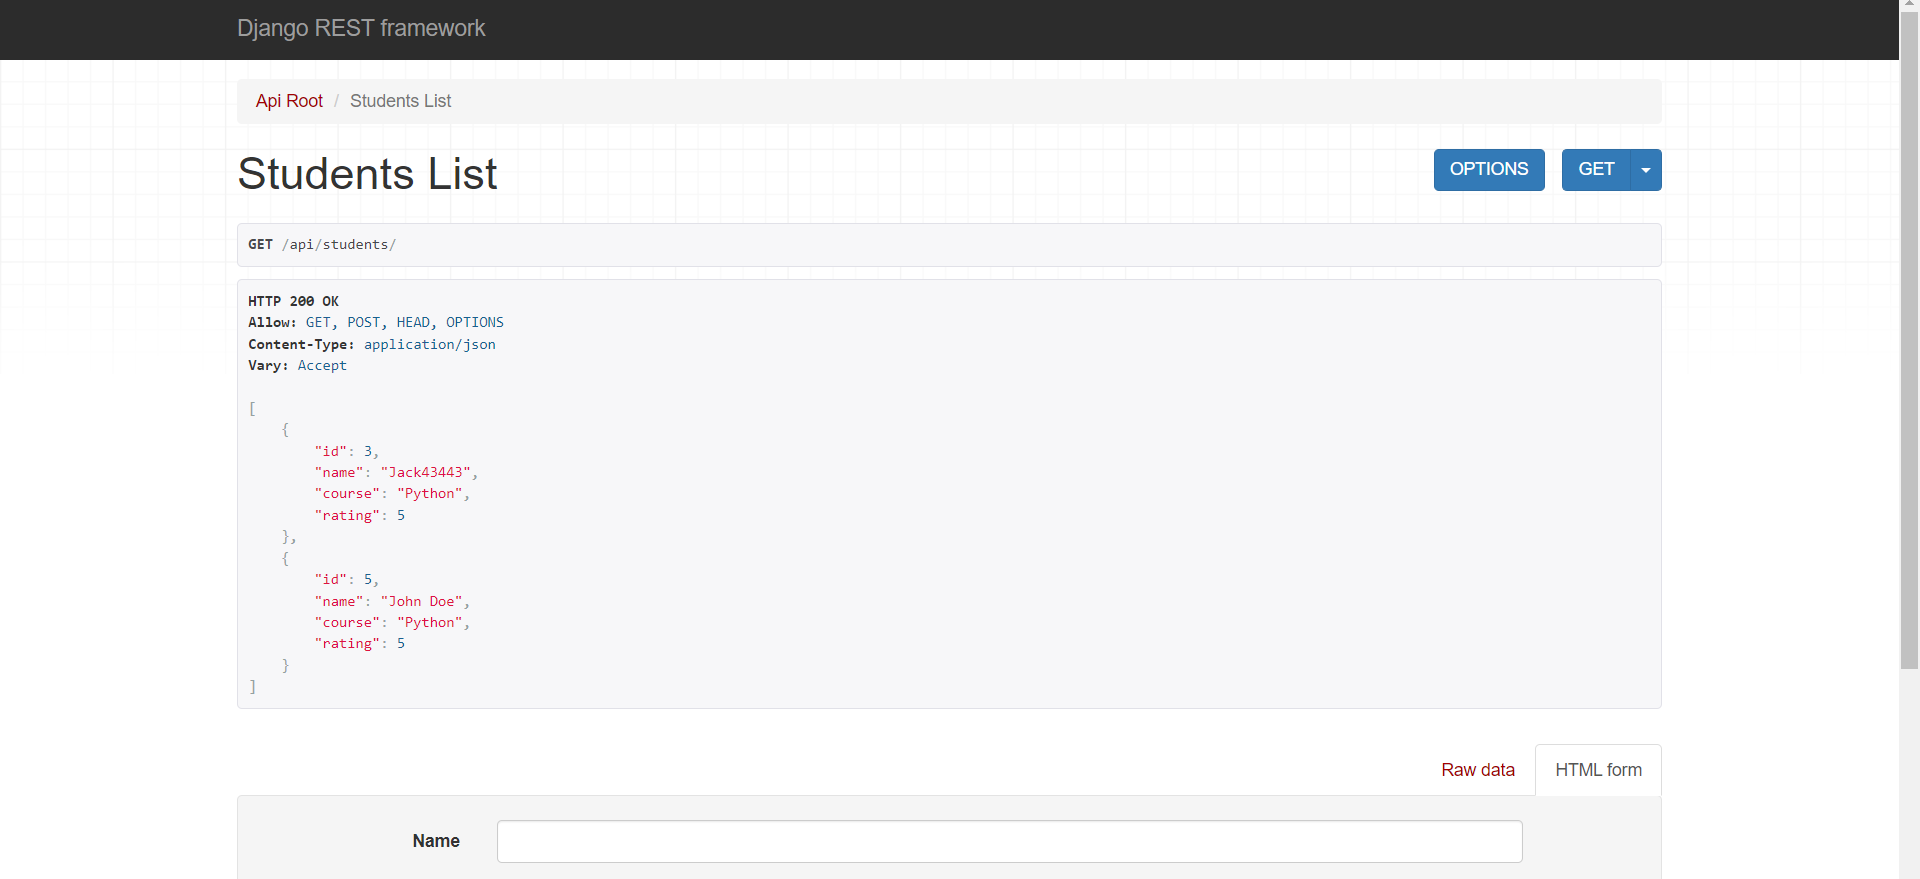 Django REST framework
Api Root / Students List
Students List
OPTIONS GET
GET /api/students/
HTTP 200 OK
Allow: GET, POST, HEAD, OPTIONS
Content-Type: application/json
Vary: Accept
[
    {
        "id": 3,
        "name": "Jack43443",
        "course": "Python",
        "rating": 5
    },
    {
        "id": 5,
        "name": "John Doe",
        "course": "Python",
        "rating": 5
    }
]
Raw data HTML form
Name